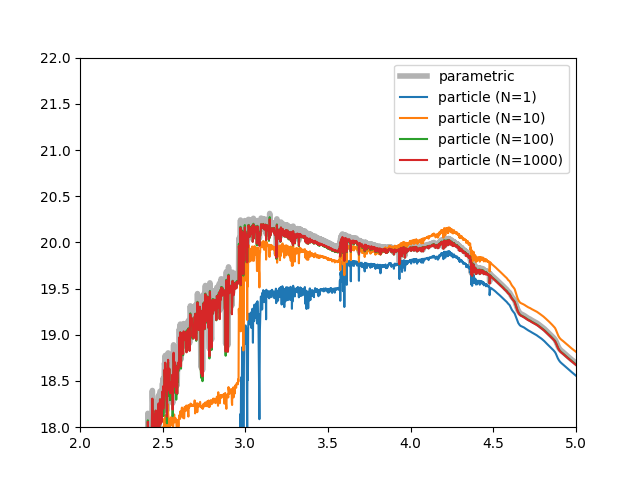 22.0
21.5
21.0
20.5
20.0
19.5
19.0
18.5
18.0
2.0 2.5 3.0 3.5 4.0 4.5 5.0
parametric
particle (N=1)
particle (N=10)
particle (N=100)
particle (N=1000)